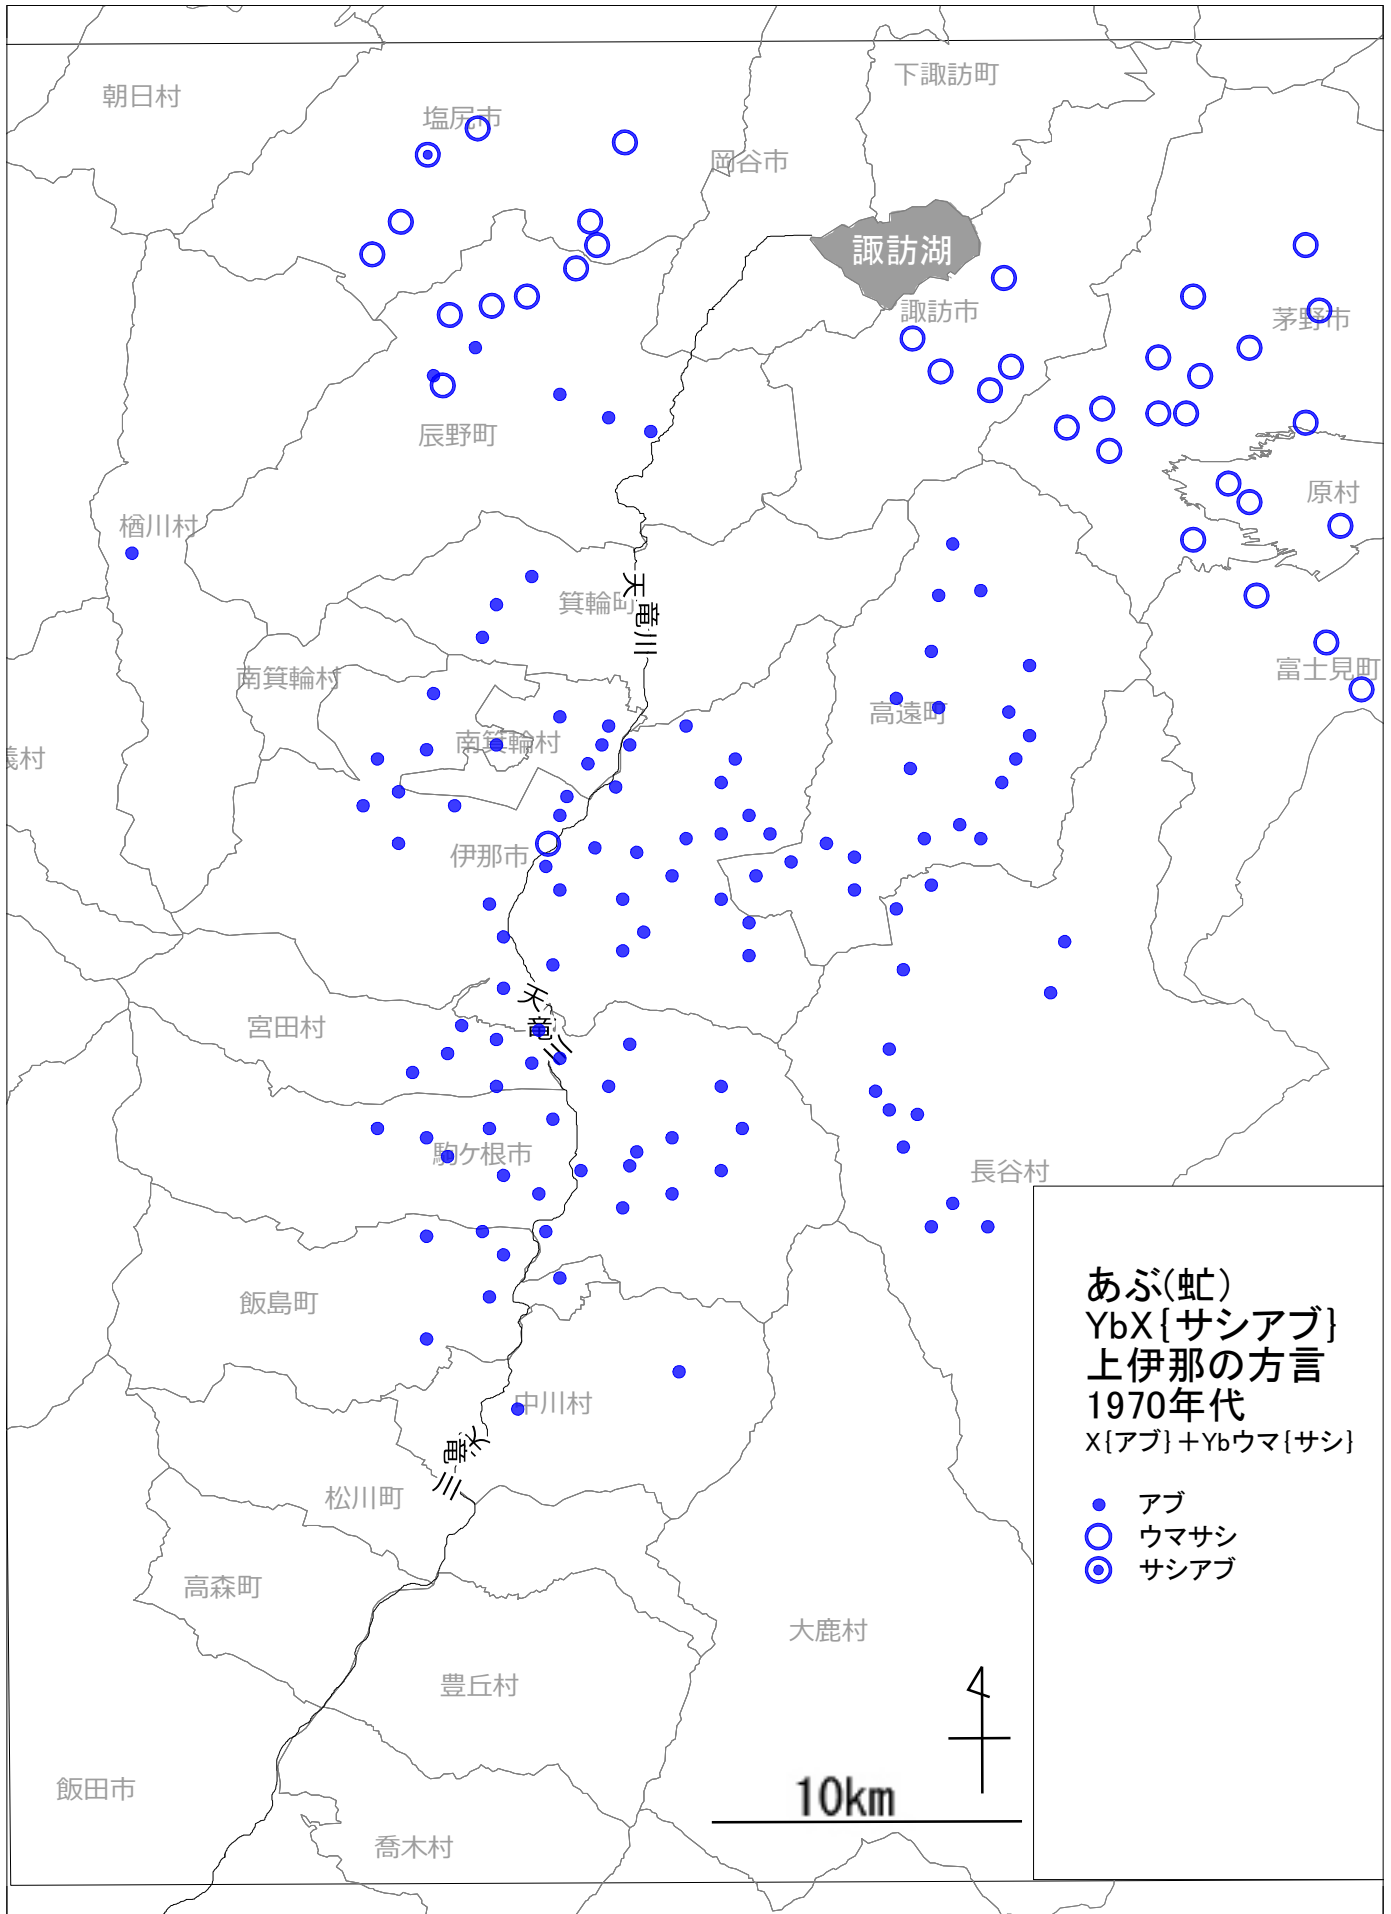 下諏訪町
朝日村
塩尻市
岡谷市
諏訪湖
諏訪市
茅野市
辰野町
原村
楢川村
箕輪町
天竜川
富士見町
南箕輪村
高遠町
南箕輪村
義村
伊那市
宮田村
天竜川
駒ケ根市
長谷村
飯島町
中川村
天竜川
松川町
高森町
大鹿村
豊丘村
飯田市
喬木村
10km
あぶ(虻)
YbX{サシアブ}
上伊那の方言
1970年代
X{アブ}＋Ybウマ{サシ}
アブ
ウマサシ
サシアブ